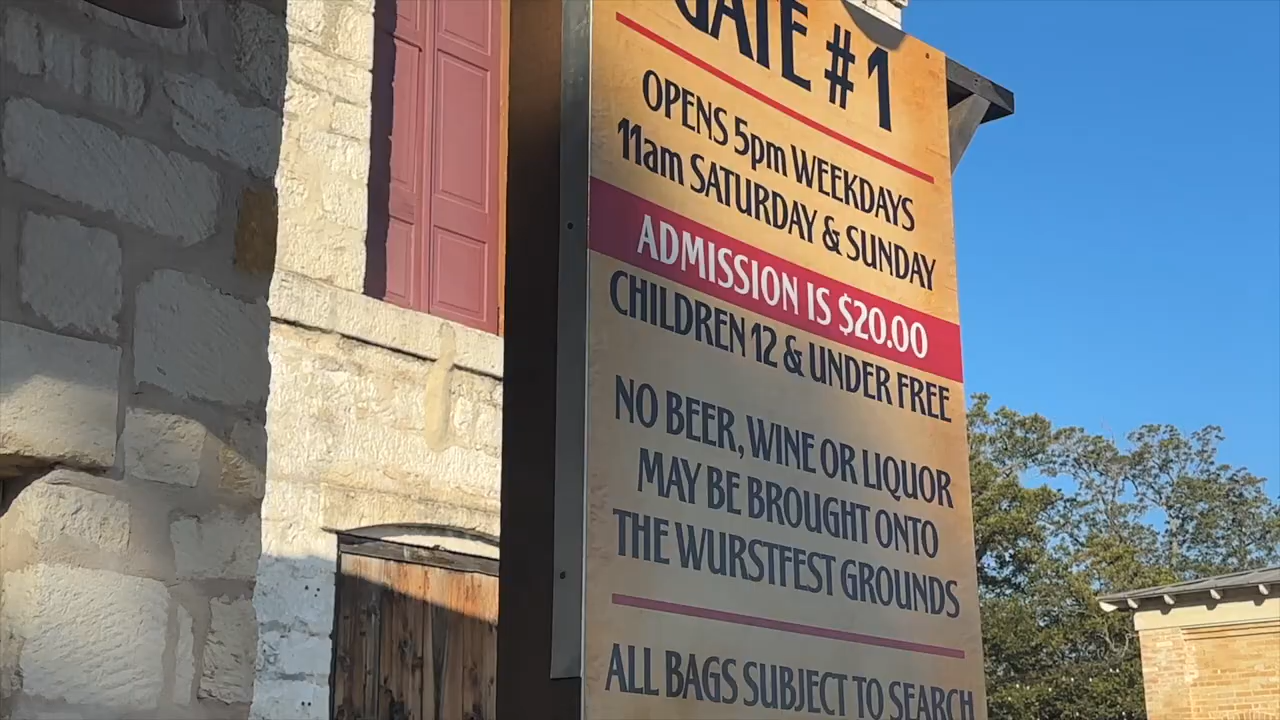 GATE #1
OPENS 5pm WEEKDAYS
11am SATURDAY & SUNDAY
ADMISSION IS $20.00
CHILDREN 12 & UNDER FREE
NO BEER, WINE OR LIQUOR
MAY BE BROUGHT ONTO
THE WURSTFEST GROUNDS
ALL BAGS SUBJECT TO SEARCH